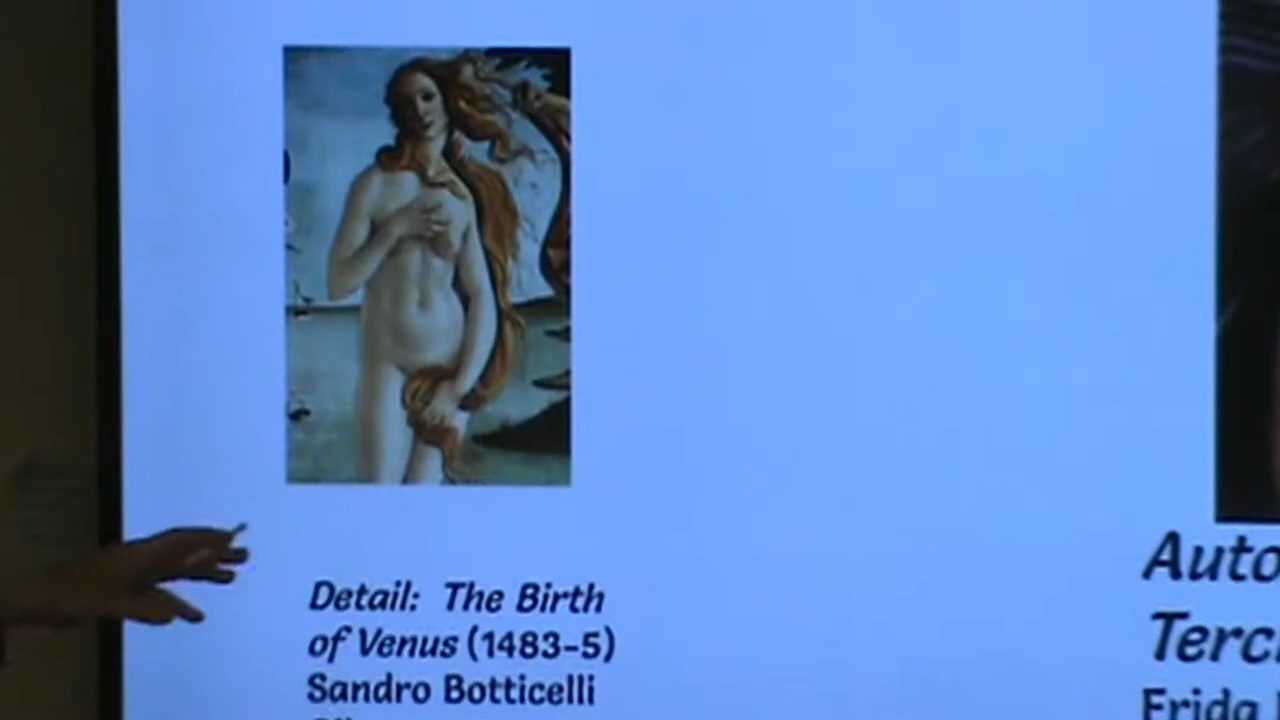 Detail: The Birth
of Venus (1483-5)
Sandro Botticelli
Auto
Terc
Frida